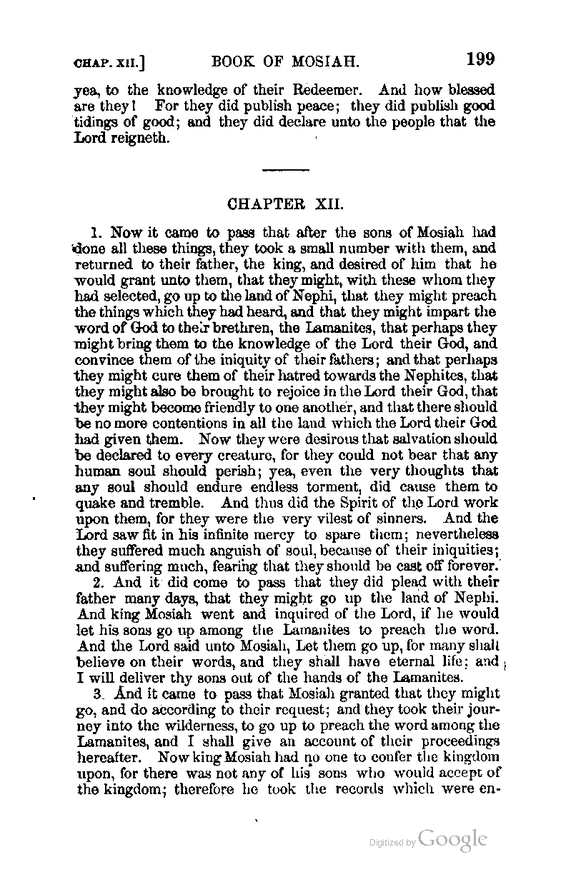 CHAP. XII.] BOOK OF MOSIAH. 199
yea, to the knowledge of their Redeemer. And how blessed
are they! For they did publish peace; they did publish good
tidings of good; and they did declare unto the people that the
Lord reigneth.
CHAPTER XII.
1. Now it came to pass that after the sons of Mosiah had
done all these things, they took a small number with them, and
returned to their father, the king, and desired of him that he
would grant unto them, that they might, with these whom they
had selected, go up to the land of Nephi, that they might preach
the things which they had heard, and that they might impart the
word of God to their brethren, the Lamanites, that perhaps they
might bring them to the knowledge of the Lord their God, and
convince them of the iniquity of their fathers; and that perhaps
they might cure them of their hatred towards the Nephites, that
they might also be brought to rejoice in the Lord their God, that
they might become friendly to one another, and that there should
be no more contentions in all the land which the Lord their God
had given them. Now they were desirous that salvation should
be declared to every creature, for they could not bear that any
human soul should perish; yea, even the very thoughts that
any soul should endure endless torment, did cause them to
quake and tremble. And thus did the Spirit of the Lord work
upon them, for they were the very vilest of sinners. And the
Lord saw fit in his infinite mercy to spare them; nevertheless
they suffered much anguish of soul, because of their iniquities;
and suffering much, fearing that they should be cast off forever.
2. And it did come to pass that they did plead with their
father many days, that they might go up the land of Nephi.
And king Mosiah went and inquired of the Lord, if he would
let his sons go up among the Lamanites to preach the word.
And the Lord said unto Mosiah, Let them go up, for many shall
believe on their words, and they shall have eternal life; and
I will deliver thy sons out of the hands of the Lamanites.
3. And it came to pass that Mosiah granted that they might
go, and do according to their request; and they took their jour-
ney into the wilderness, to go up to preach the word among the
Lamanites, and I shall give an account of their proceedings
hereafter. Now king Mosiah had no one to confer the kingdom
upon, for there was not any of his sons who would accept of
the kingdom; therefore he took the records which were en-
Digitized by Google